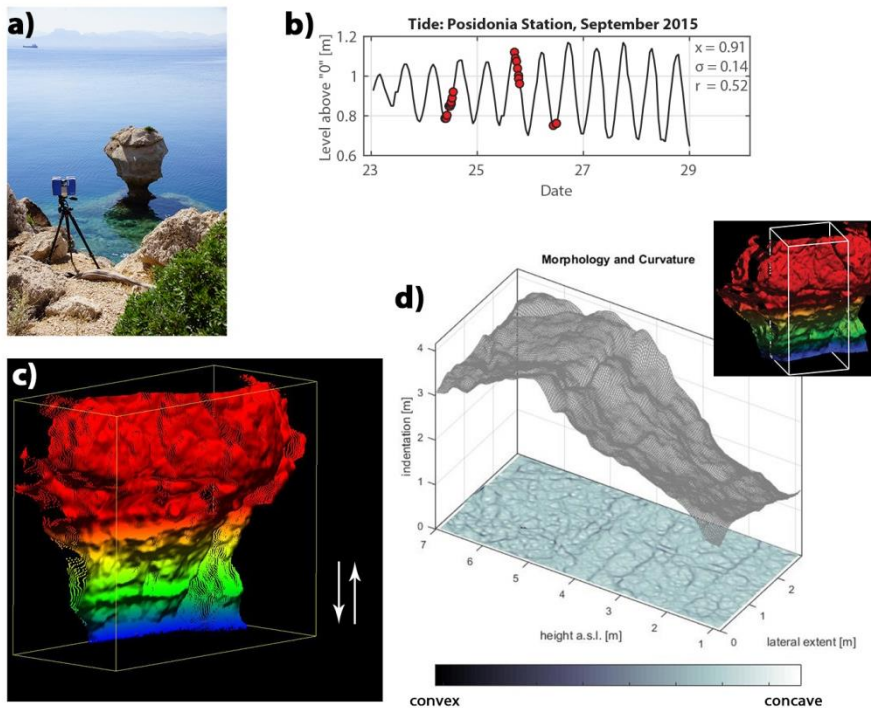 a)
b)
Tide: Posidonia Station, September 2015
Level above "0" [m]
1.2
1
0.8
0.6
x = 0.91
σ = 0.14
r = 0.52
23
25
27
29
Date
c)
d)
Morphology and Curvature
indentation [m]
4
3
2
1
0
7
6
5
4
3
2
1
height a.s.l. [m]
0
1
2
lateral extent [m]
convex
concave